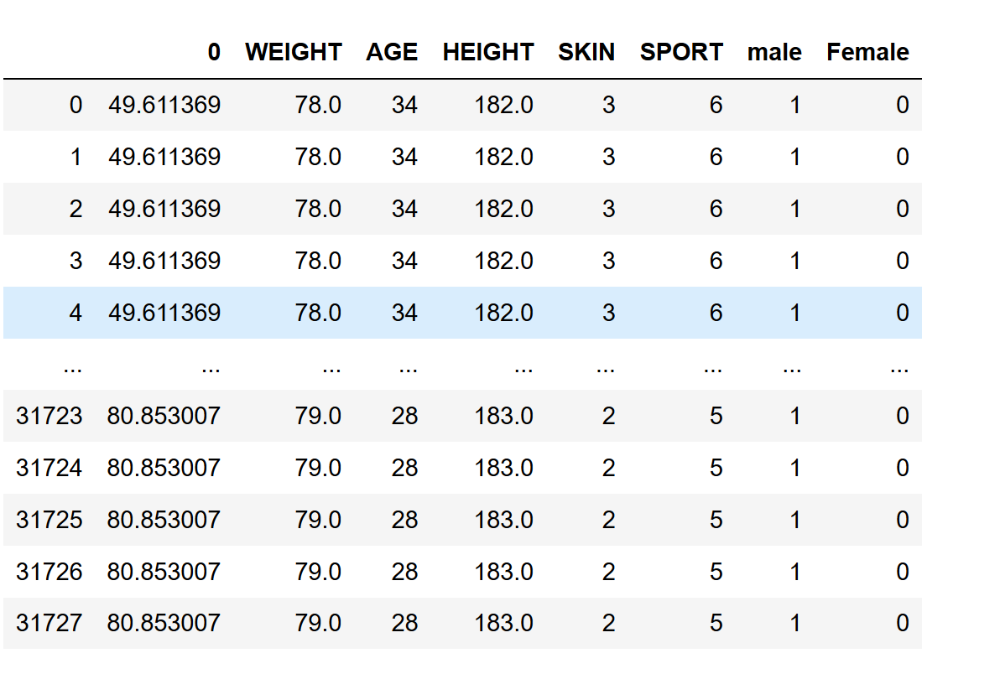 0 WEIGHT AGE HEIGHT SKIN SPORT male Female
0 49.611369 78.0 34 182.0 3 6 1 0
1 49.611369 78.0 34 182.0 3 6 1 0
2 49.611369 78.0 34 182.0 3 6 1 0
3 49.611369 78.0 34 182.0 3 6 1 0
4 49.611369 78.0 34 182.0 3 6 1 0
... ... ... ... ... ... ... ... ...
31723 80.853007 79.0 28 183.0 2 5 1 0
31724 80.853007 79.0 28 183.0 2 5 1 0
31725 80.853007 79.0 28 183.0 2 5 1 0
31726 80.853007 79.0 28 183.0 2 5 1 0
31727 80.853007 79.0 28 183.0 2 5 1 0